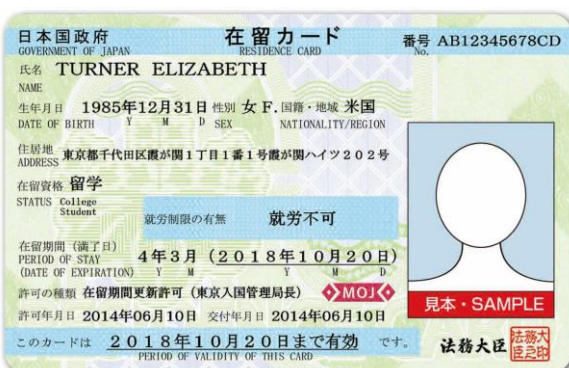 日本国政府 在留カード 番号 AB12345678CD
GOVERNMENT OF JAPAN RESIDENCE CARD No.
氏名 TURNER ELIZABETH
NAME
生年月日 1985年12月31日 性別 女 F. 国籍・地域 米国
DATE OF BIRTH Y M D SEX NATIONALITY/REGION
住居地 東京都千代田区霞が関1丁目1番1号霞が関ハイツ202号
ADDRESS
在留資格 留学
STATUS College
Student
就労制限の有無 就労不可
在留期間(満了日) 4年3月(2018年10月20日)
PERIOD OF STAY
(DATE OF EXPIRATION) Y M Y M D
許可の種類 在留期間更新許可(東京入国管理局長) MOJ
見本・SAMPLE
許可年月日 2014年06月10日 交付年月日 2014年06月10日
このカードは 2018年10月20日まで有効 です。
PERIOD OF VALIDITY OF THIS CARD
法務大臣 法務大臣之印